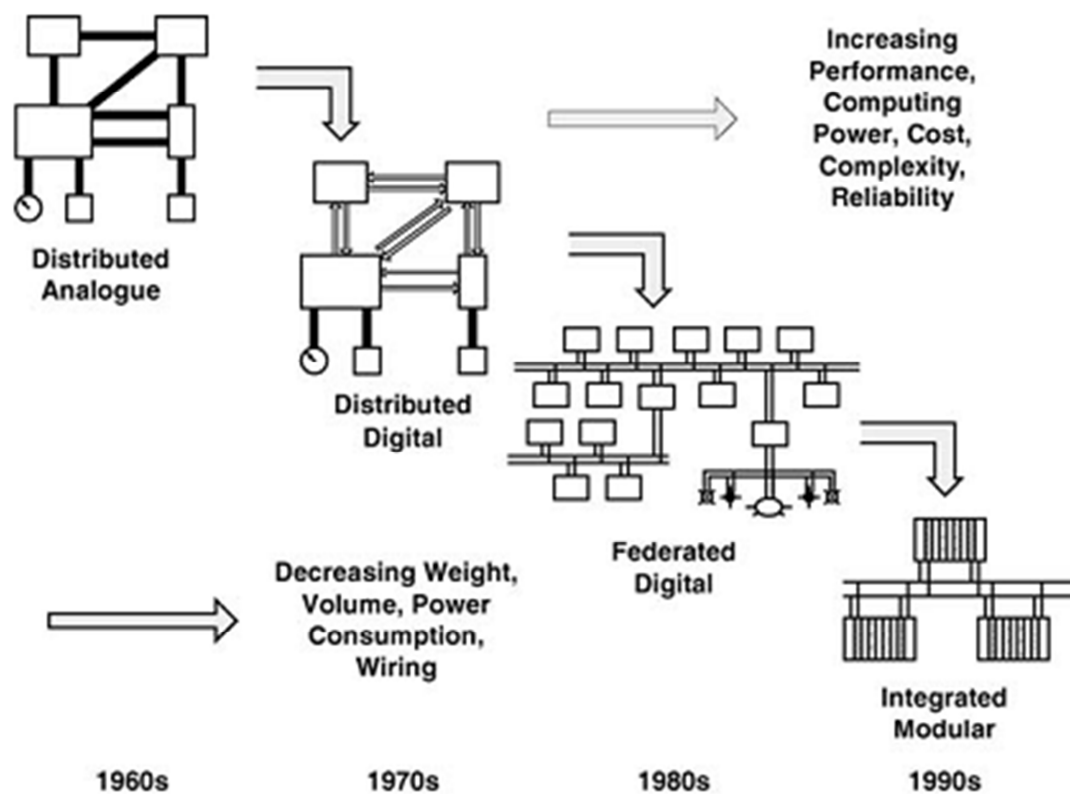 Increasing
Performance,
Computing
Power, Cost,
Complexity,
Reliability
Distributed
Analogue
Distributed
Digital
Federated
Digital
Decreasing Weight,
Volume, Power
Consumption,
Wiring
Integrated
Modular
1960s
1970s
1980s
1990s